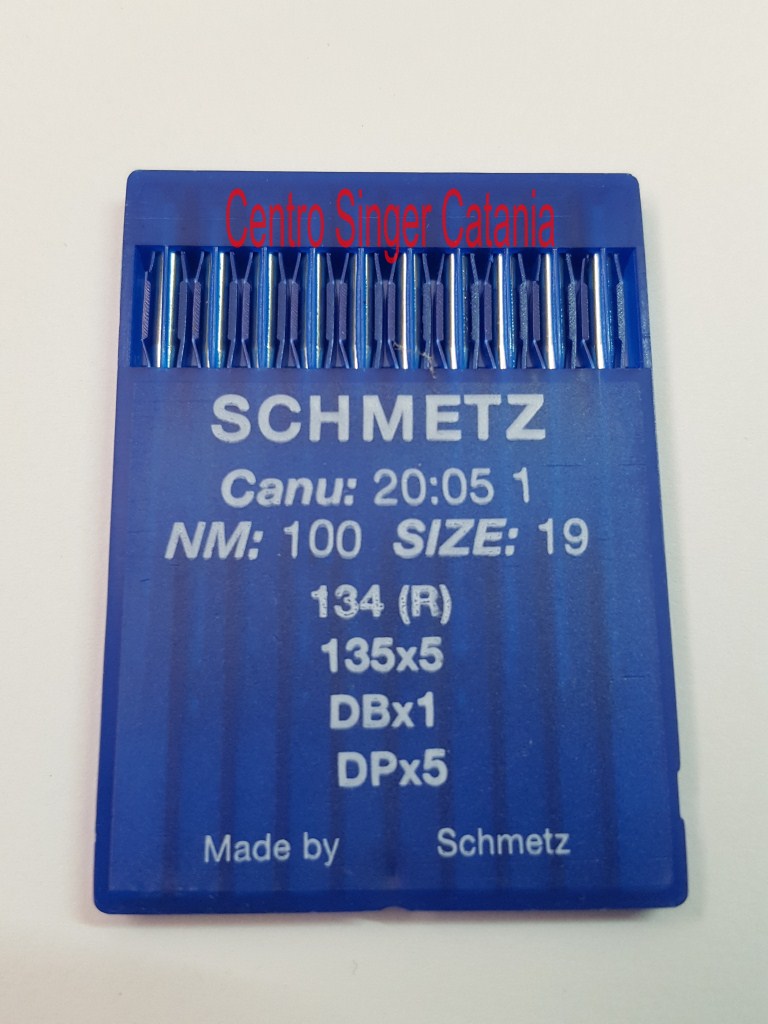 Centro Singer Catania
SCHMETZ
Canu: 20:05 1
NM: 100 SIZE: 19
134 (R)
135x5
DBx1
DPx5
Made by Schmetz